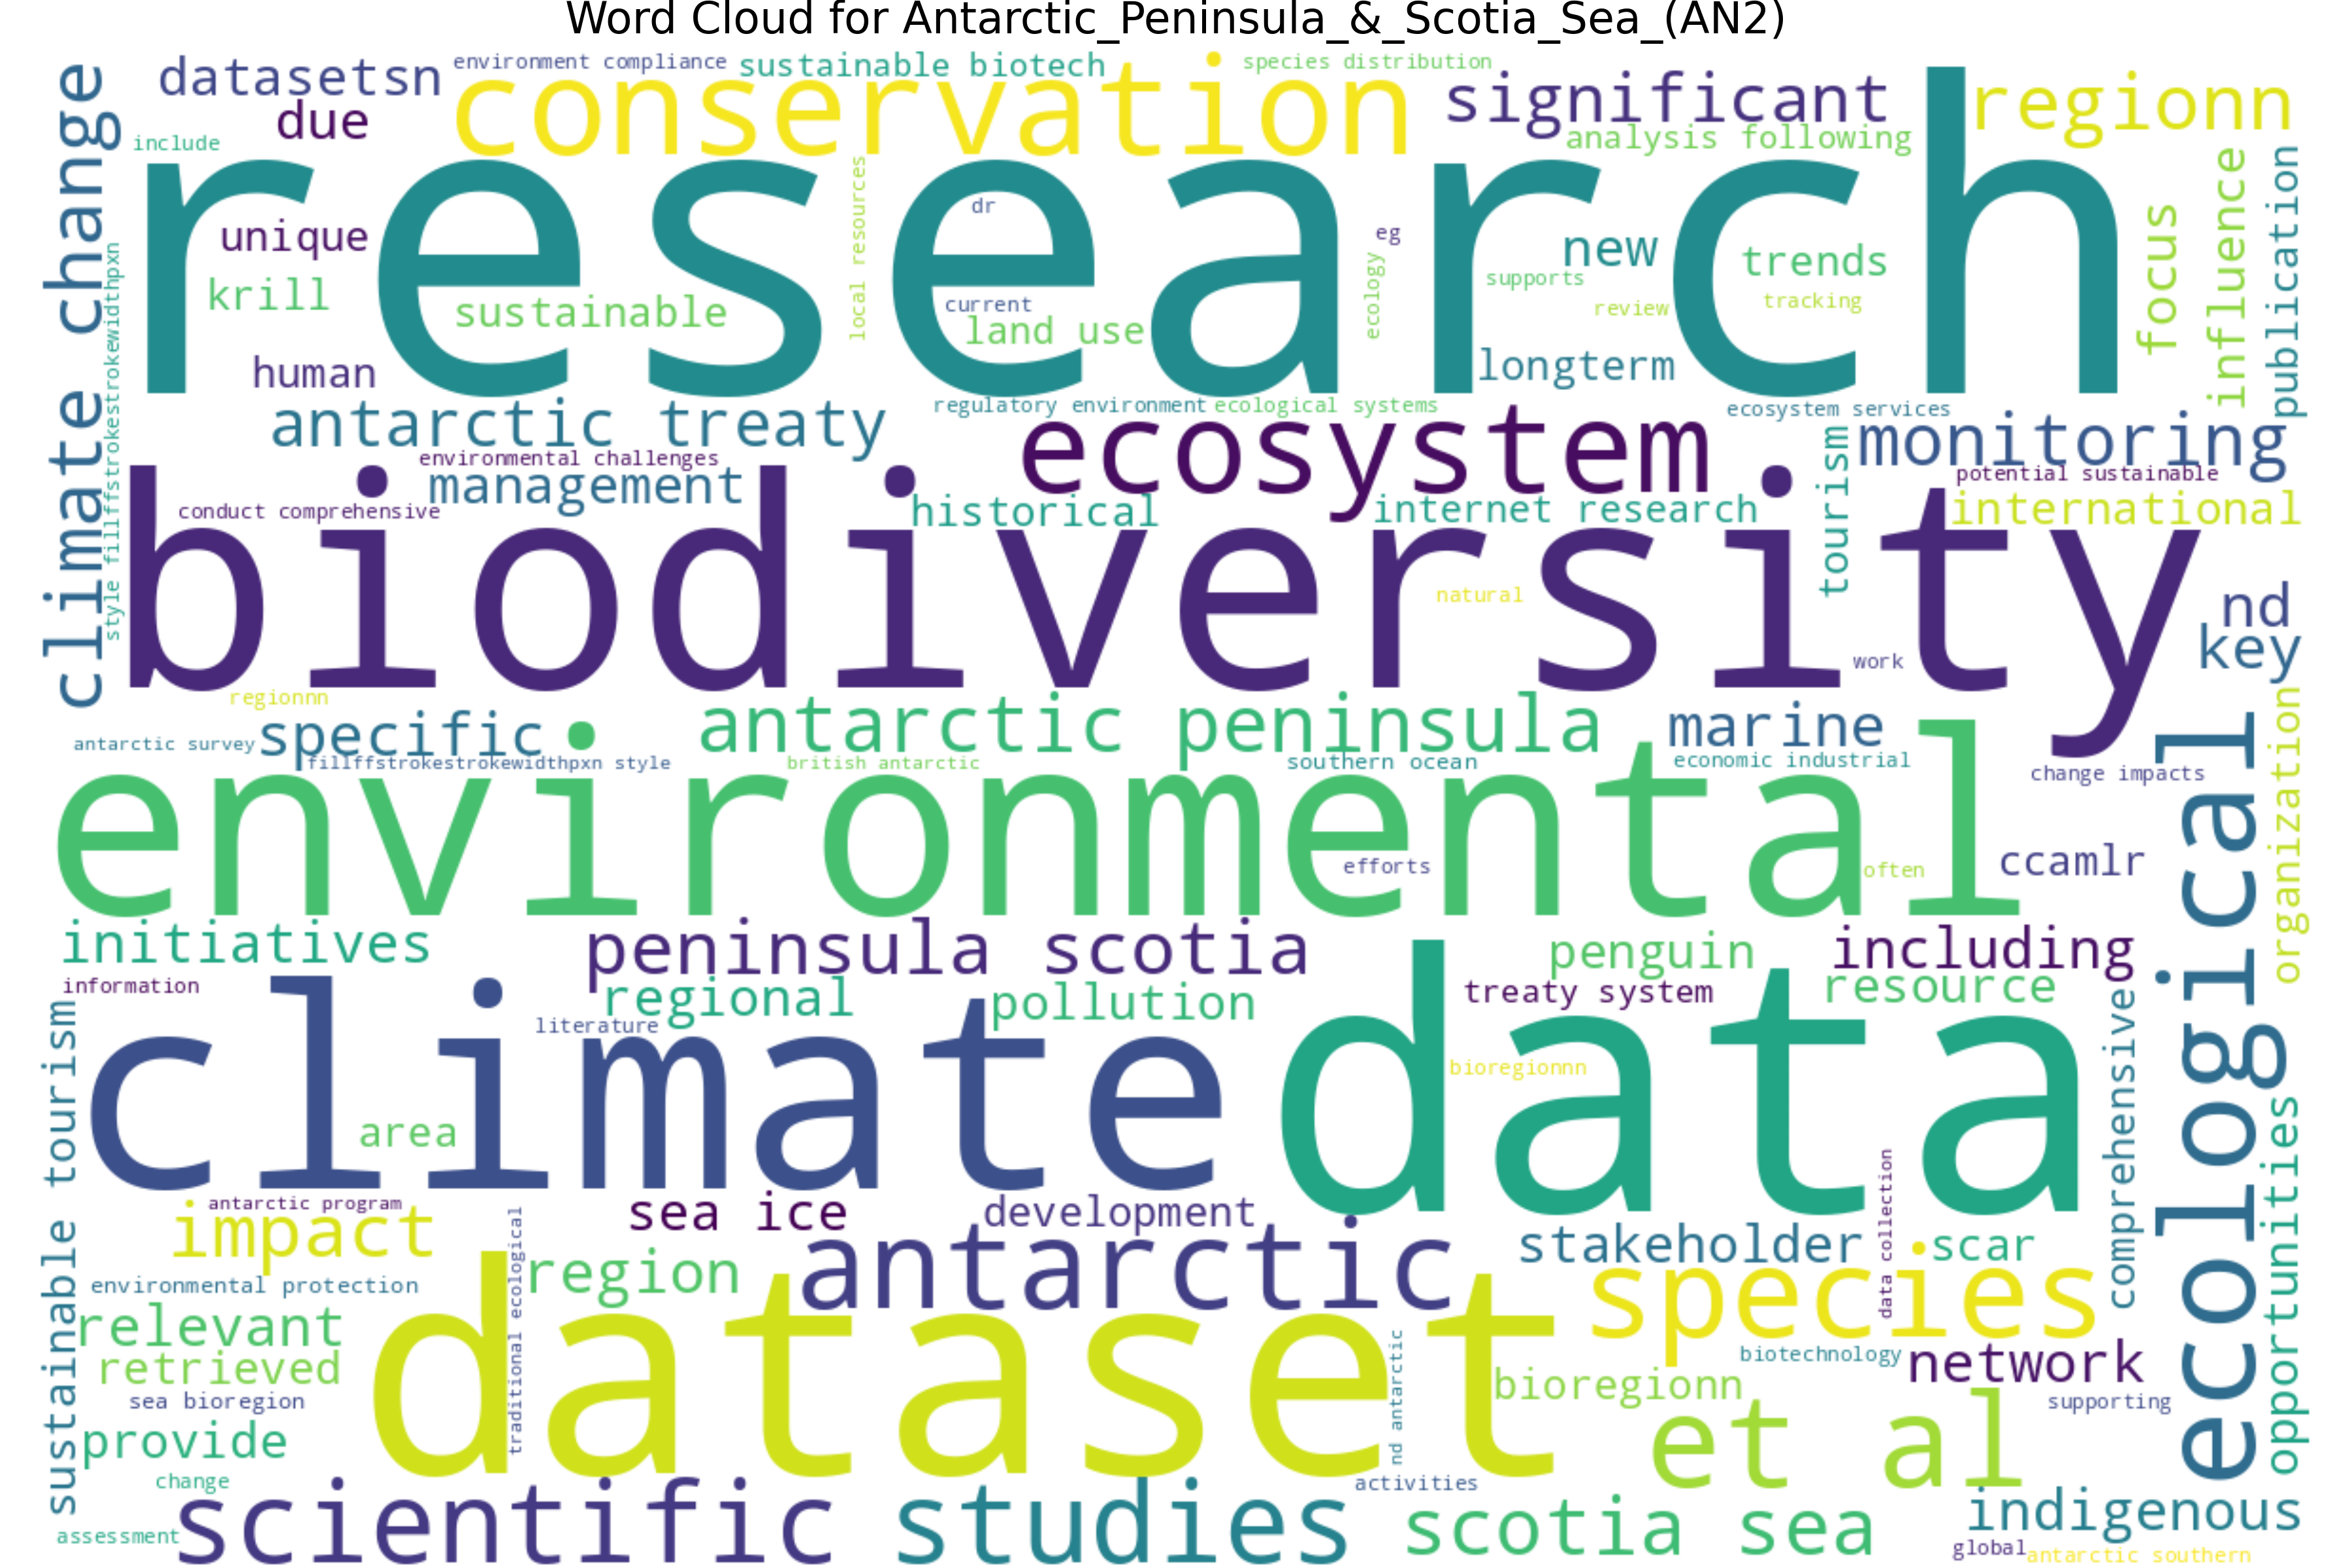 Word Cloud for Antarctic_Peninsula_&_Scotia_Sea_(AN2)
datasetsn
environment compliance
sustainable biotech
species distribution
conservation
significant
regionn
due
include
analysis following
climate change
research
unique
krill
sustainable
human
local resources
dr
current
land use
ecology
eg
new
supports
review
trends
tracking
longterm
focus
influence
publication
style fillffstrokestrokewidthpxn
antarctic treaty
regulatory environment
ecological systems
ecosystem services
ecosystem
tourism
monitoring
environmental challenges
management
potential sustainable
conduct comprehensive
historical
internet research
international
biodiversity
natural
work
nd
key
regionnn
antarctic peninsula
specific
marine
antarctic survey
fillffstrokestrokewidthpxn style
british antarctic
southern ocean
economic industrial
change impacts
organization
ecological
environmental
efforts
often
ccamlr
initiatives
peninsula scotia
penguin
including
information
regional
pollution
treaty system
resource
literature
climate
data
bioregionnn
area
comprehensive
sustainable tourism
antarctic program
impact
sea ice
development
data collection
opportunities
traditional ecological
region
antarctic
stakeholder
scar
species
environmental protection
relevant
retrieved
dataset
nd antarctic
biotechnology
network
bioregionn
sea bioregion
supporting
provide
et al
change
activities
scientific
studies
scotia sea
indigenous
assessment
global
antarctic southern